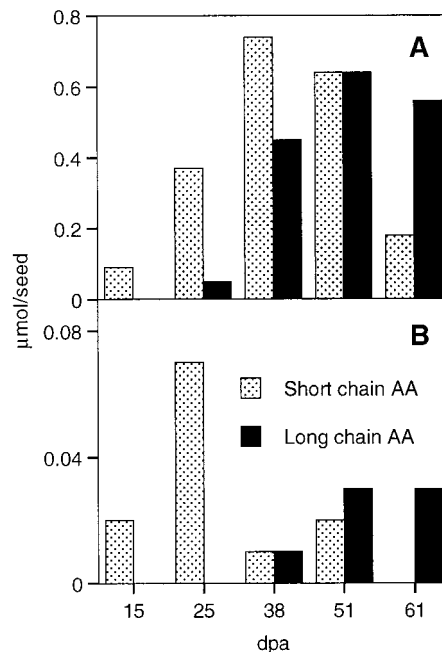 A
0.8
0.6
0.4
0.2
0
µmol/seed
B
0.08
0.04
0
Short chain AA
Long chain AA
15 25 38 51 61
dpa